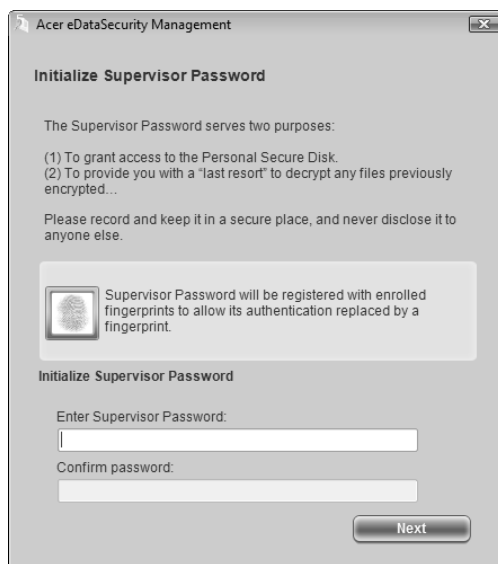 Acer eDataSecurity Management
Initialize Supervisor Password
The Supervisor Password serves two purposes:
(1) To grant access to the Personal Secure Disk.
(2) To provide you with a “last resort” to decrypt any files previously
encrypted...
Please record and keep it in a secure place, and never disclose it to
anyone else.
Supervisor Password will be registered with enrolled
fingerprints to allow its authentication replaced by a
fingerprint.
Initialize Supervisor Password
Enter Supervisor Password:
Confirm password:
Next